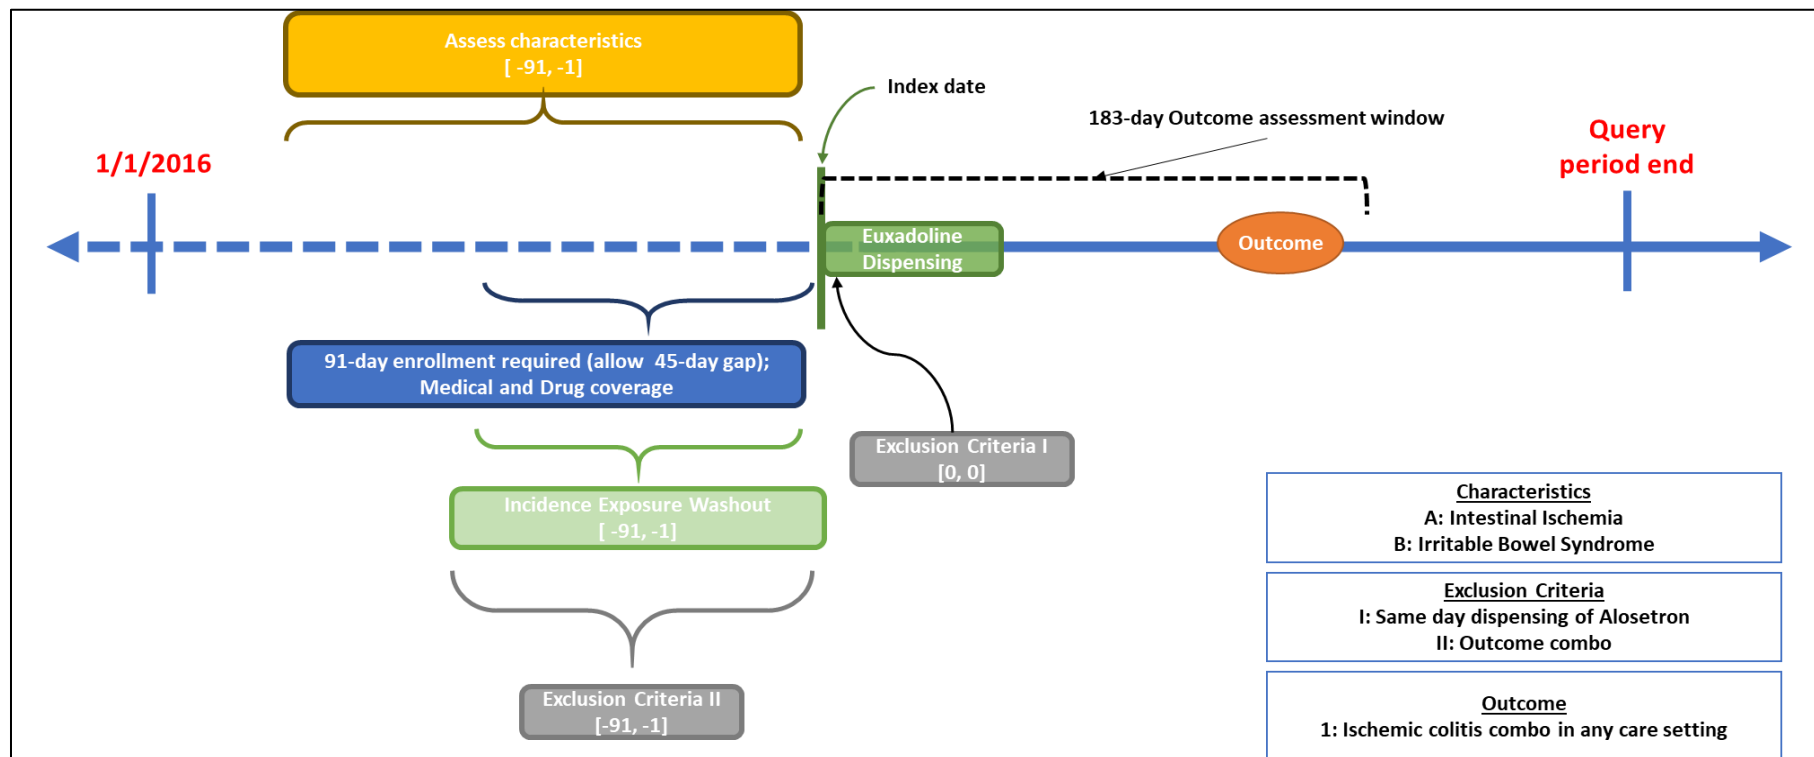 Assess characteristics
[ -91, -1]
Index date
183-day Outcome assessment window
Query
period end
1/1/2016
Euxadoline
Dispensing
Outcome
91-day enrollment required (allow 45-day gap);
Medical and Drug coverage
Exclusion Criteria I
[0, 0]
Incidence Exposure Washout
[ -91, -1]
Exclusion Criteria II
[-91, -1]
Characteristics
A: Intestinal Ischemia
B: Irritable Bowel Syndrome
Exclusion Criteria
I: Same day dispensing of Alosetron
II: Outcome combo
Outcome
1: Ischemic colitis combo in any care setting